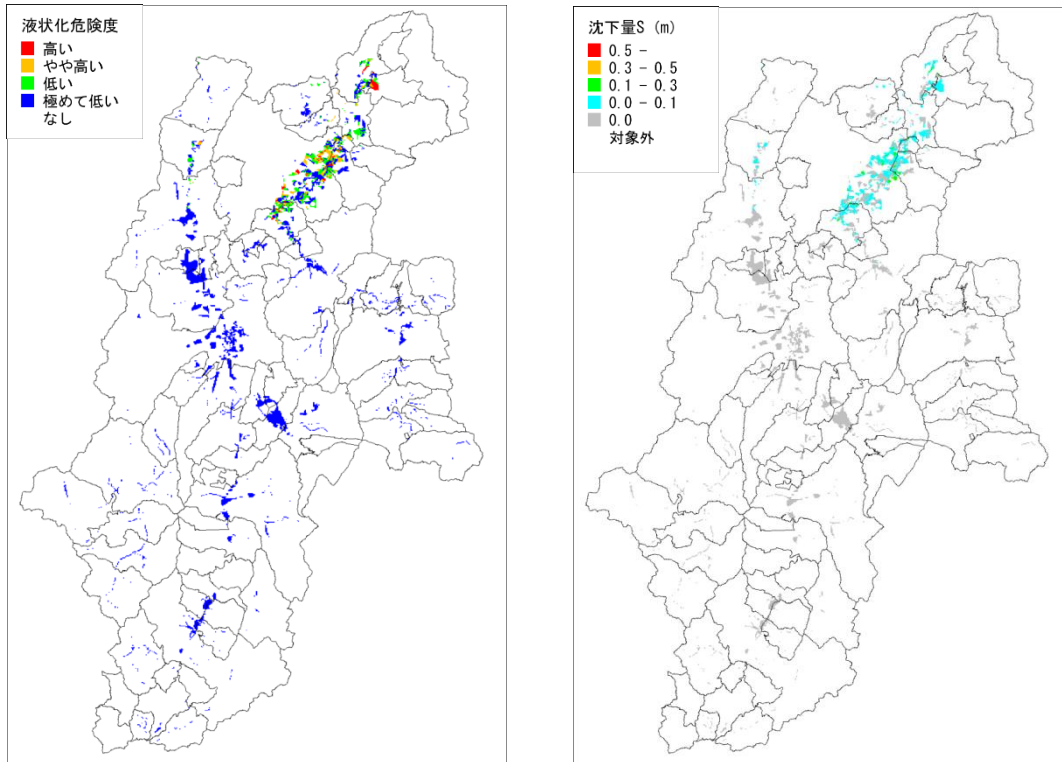 液状化危険度
高い
やや高い
低い
極めて低い
なし
沈下量S (m)
0.5 -
0.3 - 0.5
0.1 - 0.3
0.0 - 0.1
0.0
対象外